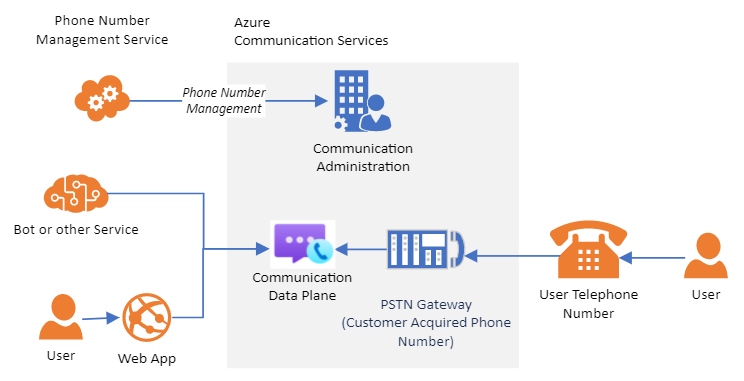 Phone Number
Management Service
Azure
Communication Services
Phone Number
Management
Communication
Administration
Bot or other Service
Communication
Data Plane
PSTN Gateway
(Customer Acquired Phone
Number)
User Telephone
Number
User
User
Web App